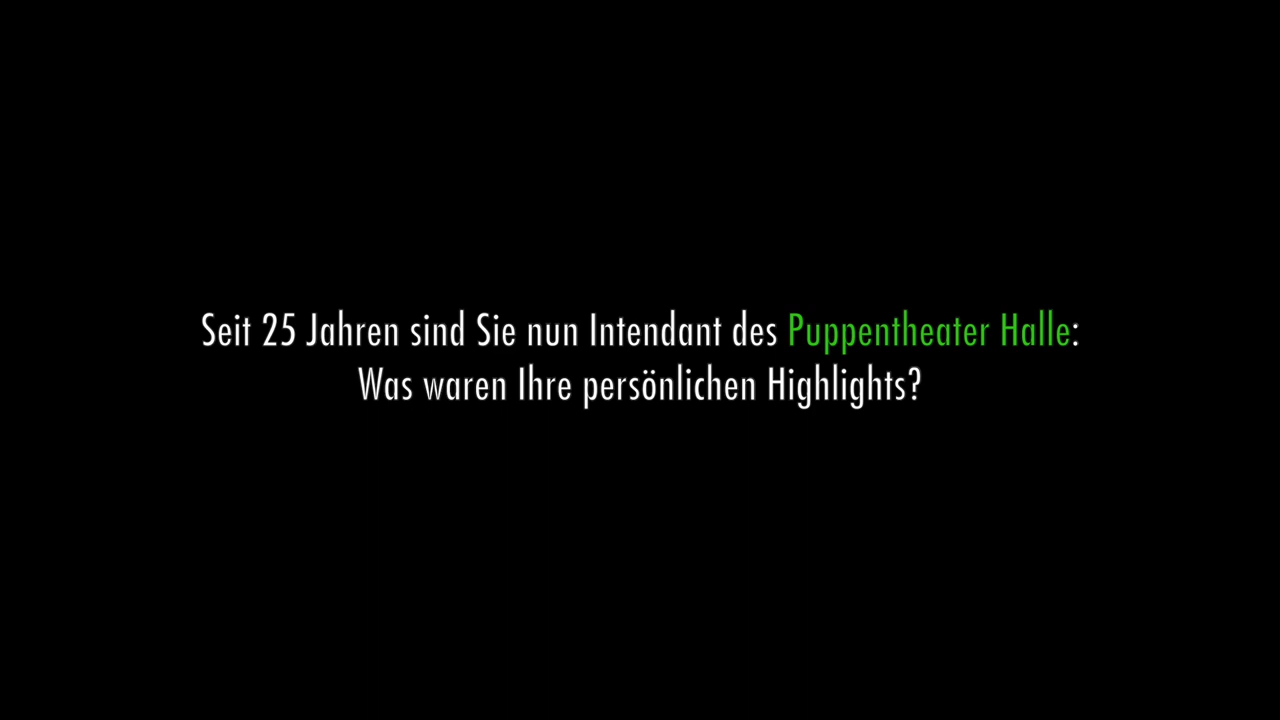 Seit 25 Jahren sind Sie nun Intendant des Puppentheater Halle:
Was waren Ihre persönlichen Highlights?